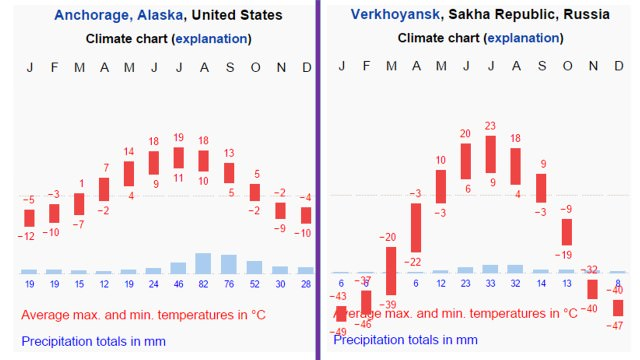 Anchorage, Alaska, United States
Climate chart (explanation)
J F M A M J J A S O N D
−5 −3 1 7 14 18 19 18 13 5 −2 −4
−12 −10 −7 −2 4 9 11 10 5 −2 −9 −10
19 19 15 12 19 24 46 82 76 52 30 28
Average max. and min. temperatures in °C
Precipitation totals in mm
Verkhoyansk, Sakha Republic, Russia
Climate chart (explanation)
J F M A M J J A S O N D
−43 −37 −20 −3 10 20 23 18 9 −9 −32 −40
−49 −46 −39 −22 −3 6 9 4 −3 −19 −40 −47
6 6 12 23 33 32 14 13 8
Average max. and min. temperatures in °C
Precipitation totals in mm